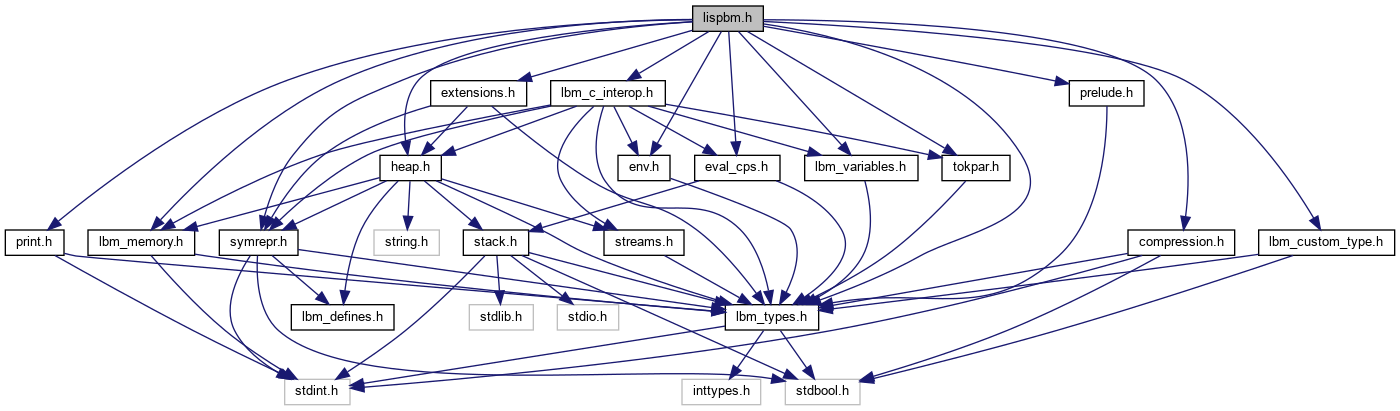 lispbm.h
extensions.h
lbm_c_interop.h
prelude.h
heap.h
env.h
eval_cps.h
lbm_variables.h
tokpar.h
print.h
lbm_memory.h
symrepr.h
string.h
stack.h
streams.h
compression.h
lbm_custom_type.h
lbm_defines.h
stdlib.h
stdio.h
lbm_types.h
stdint.h
inttypes.h
stdbool.h